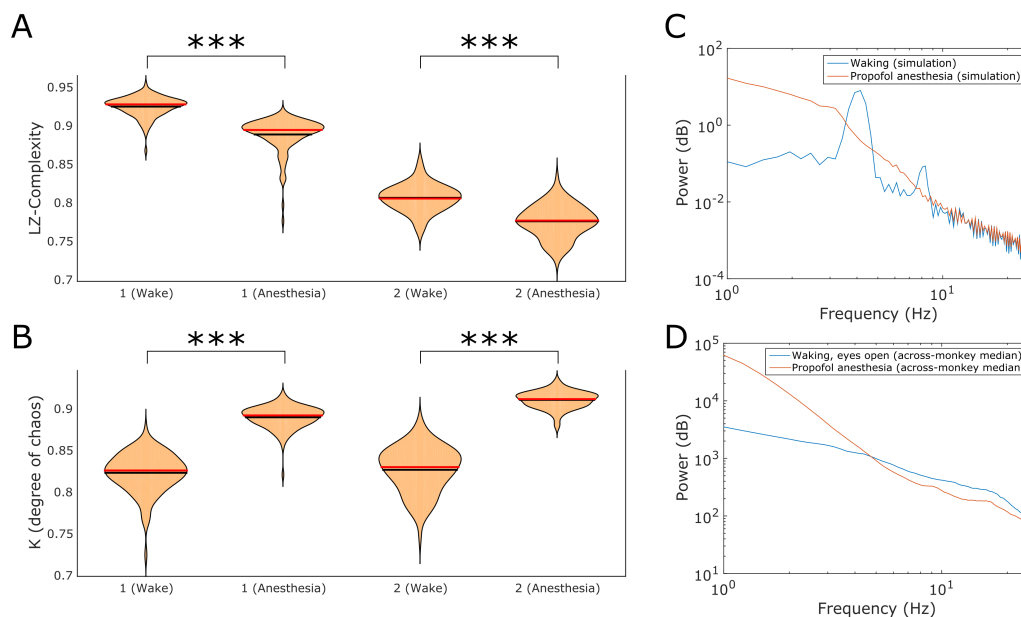 A
***
***
LZ-Complexity
0.95
0.9
0.85
0.8
0.75
0.7
1 (Wake)
1 (Anesthesia)
2 (Wake)
2 (Anesthesia)
B
***
***
K (degree of chaos)
0.9
0.85
0.8
0.75
0.7
1 (Wake)
1 (Anesthesia)
2 (Wake)
2 (Anesthesia)
C
Waking (simulation)
Propofol anesthesia (simulation)
Power (dB)
10^2
10^0
10^-2
10^-4
10^0
10^1
Frequency (Hz)
D
Waking, eyes open (across-monkey median)
Propofol anesthesia (across-monkey median)
Power (dB)
10^5
10^4
10^3
10^2
10^1
10^0
10^1
Frequency (Hz)